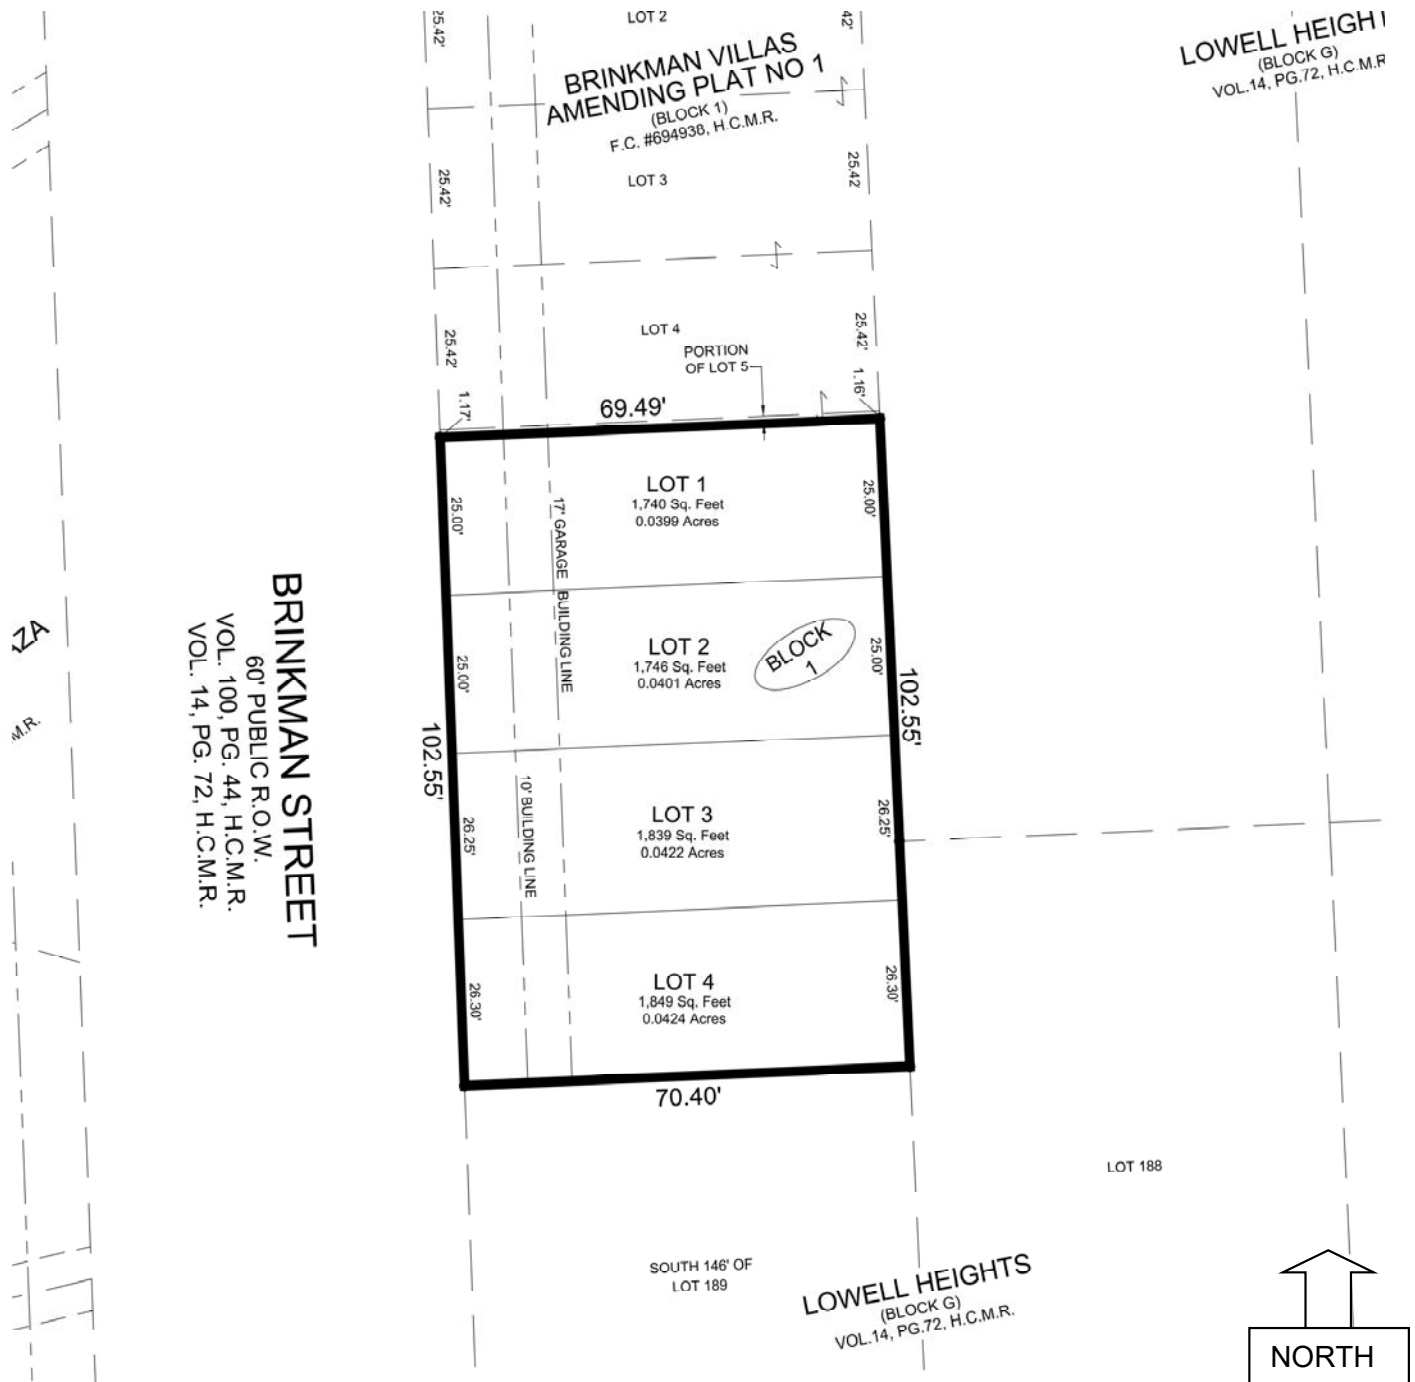 25.42'
LOT 2
42'
BRINKMAN VILLAS
AMENDING PLAT NO 1
(BLOCK 1)
F.C. #694938, H.C.M.R.
LOWELL HEIGHT
(BLOCK G)
VOL.14, PG.72, H.C.M.R
25.42'
LOT 3
25.42
25.42'
LOT 4
25.42'
PORTION
OF LOT 5
1.17'
69.49'
1.16'
25.00'
LOT 1
1,740 Sq. Feet
0.0399 Acres
25.00'
17' GARAGE BUILDING LINE
25.00'
LOT 2
1,746 Sq. Feet
0.0401 Acres
BLOCK
1
25.00'
102.55'
102.55'
BRINKMAN STREET
60' PUBLIC R.O.W.
VOL. 100, PG. 44, H.C.M.R.
VOL. 14, PG. 72, H.C.M.R.
ZA
M.R.
26.25'
10' BUILDING LINE
LOT 3
1,839 Sq. Feet
0.0422 Acres
26.25'
26.30'
LOT 4
1,849 Sq. Feet
0.0424 Acres
26.30'
70.40'
LOT 188
SOUTH 146' OF
LOT 189
LOWELL HEIGHTS
(BLOCK G)
VOL.14, PG.72, H.C.M.R.
NORTH